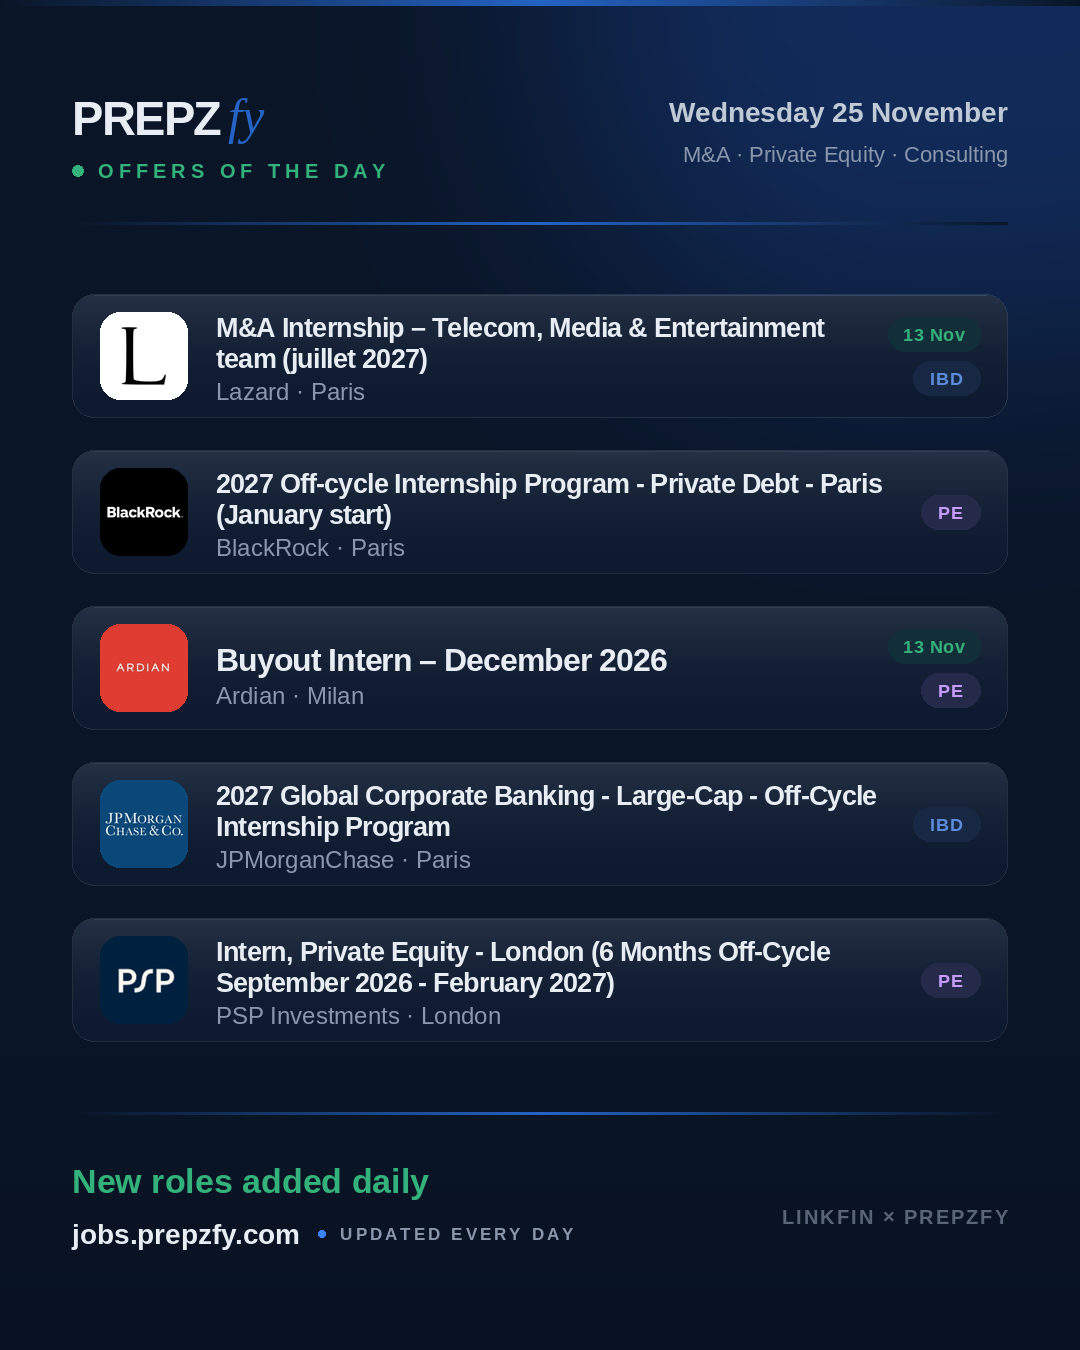 PREPZ fy
OFFERS OF THE DAY
Wednesday 25 November
M&A · Private Equity · Consulting
L
M&A Internship – Telecom, Media & Entertainment
team (juillet 2027)
Lazard · Paris
13 Nov
IBD
BlackRock.
2027 Off-cycle Internship Program - Private Debt - Paris
(January start)
BlackRock · Paris
PE
ARDIAN
Buyout Intern – December 2026
Ardian · Milan
13 Nov
PE
JPMORGAN
CHASE & CO.
2027 Global Corporate Banking - Large-Cap - Off-Cycle
Internship Program
JPMorganChase · Paris
IBD
PSP
Intern, Private Equity - London (6 Months Off-Cycle
September 2026 - February 2027)
PSP Investments · London
PE
New roles added daily
jobs.prepzfy.com • UPDATED EVERY DAY
LINKFIN × PREPZFY